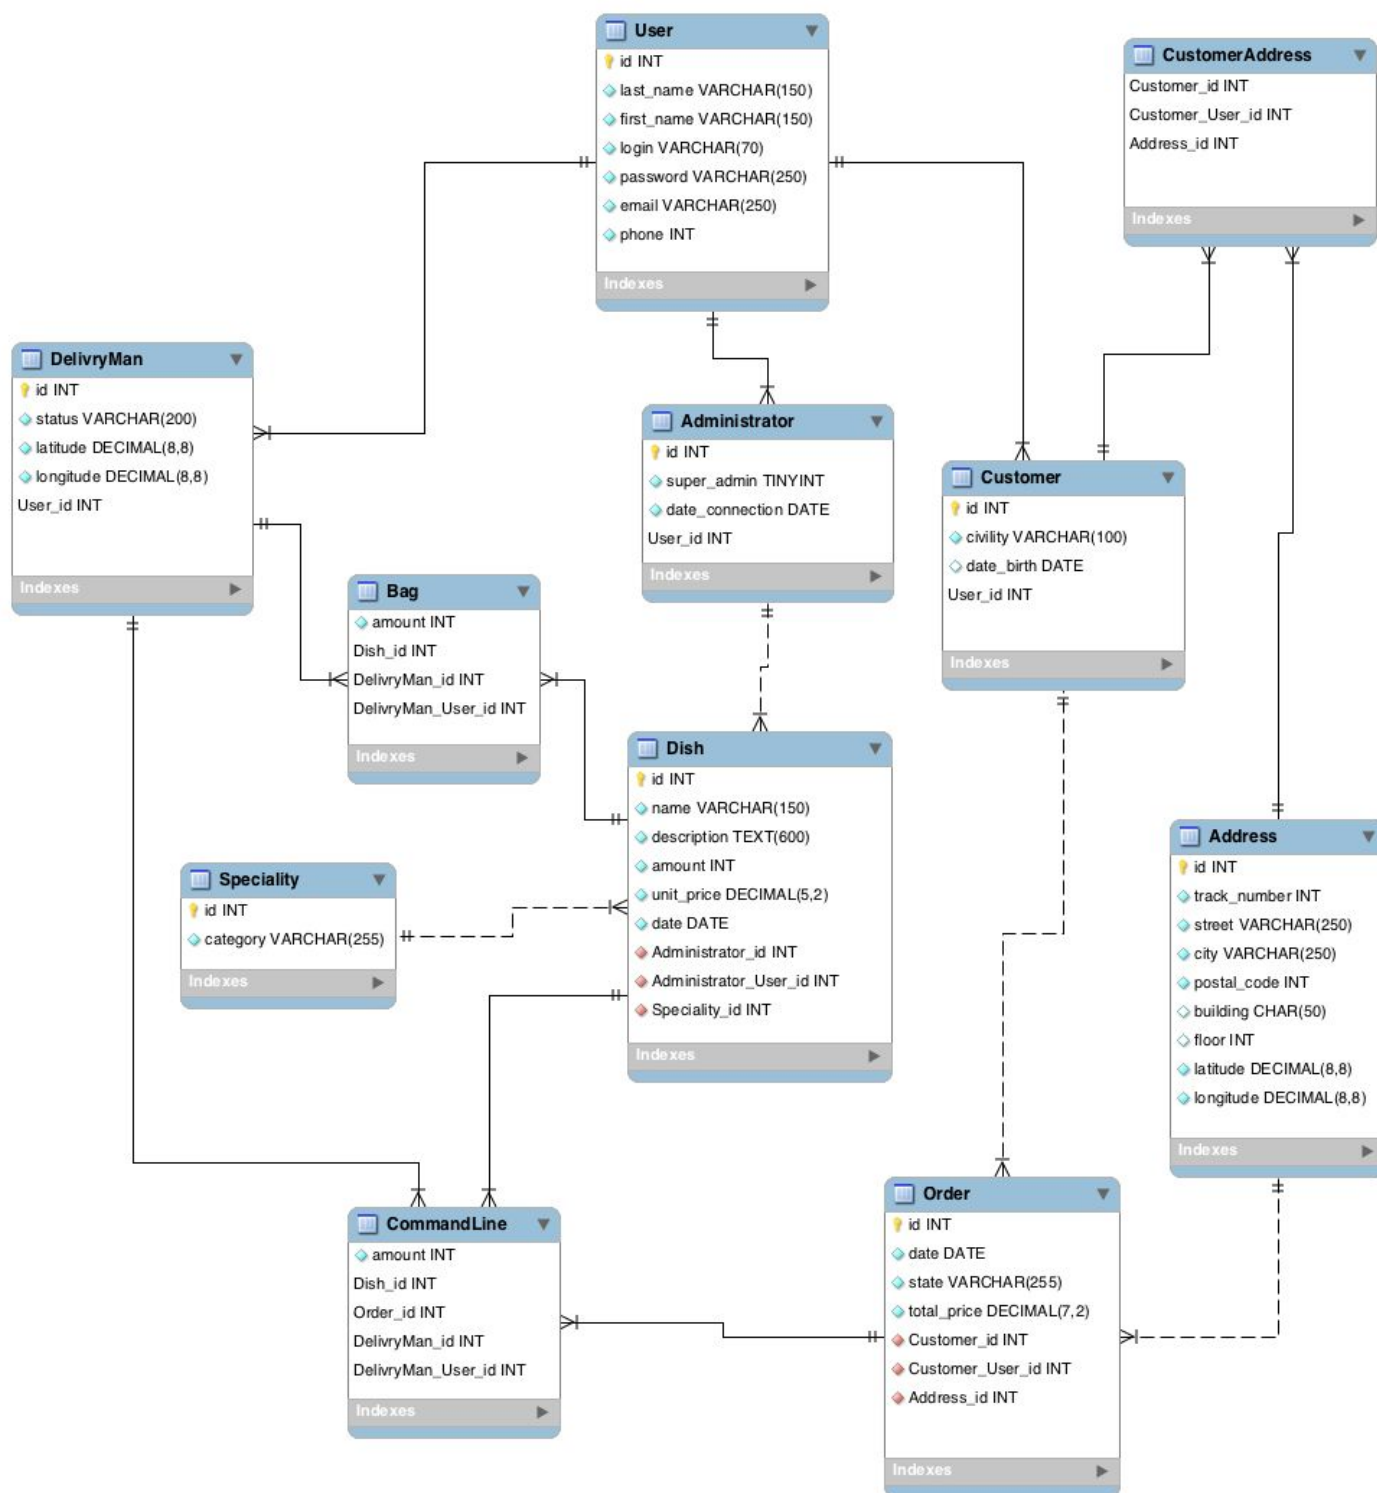 User
id INT
last_name VARCHAR(150)
first_name VARCHAR(150)
login VARCHAR(70)
password VARCHAR(250)
email VARCHAR(250)
phone INT
Indexes
CustomerAddress
Customer_id INT
Customer_User_id INT
Address_id INT
Indexes
DelivryMan
id INT
status VARCHAR(200)
latitude DECIMAL(8,8)
longitude DECIMAL(8,8)
User_id INT
Indexes
Administrator
id INT
super_admin TINYINT
date_connection DATE
User_id INT
Indexes
Customer
id INT
civility VARCHAR(100)
date_birth DATE
User_id INT
Indexes
Bag
amount INT
Dish_id INT
DelivryMan_id INT
DelivryMan_User_id INT
Indexes
Dish
id INT
name VARCHAR(150)
description TEXT(600)
amount INT
unit_price DECIMAL(5,2)
date DATE
Administrator_id INT
Administrator_User_id INT
Speciality_id INT
Indexes
Speciality
id INT
category VARCHAR(255)
Indexes
Address
id INT
track_number INT
street VARCHAR(250)
city VARCHAR(250)
postal_code INT
building CHAR(50)
floor INT
latitude DECIMAL(8,8)
longitude DECIMAL(8,8)
Indexes
CommandLine
amount INT
Dish_id INT
Order_id INT
DelivryMan_id INT
DelivryMan_User_id INT
Indexes
Order
id INT
date DATE
state VARCHAR(255)
total_price DECIMAL(7,2)
Customer_id INT
Customer_User_id INT
Address_id INT
Indexes